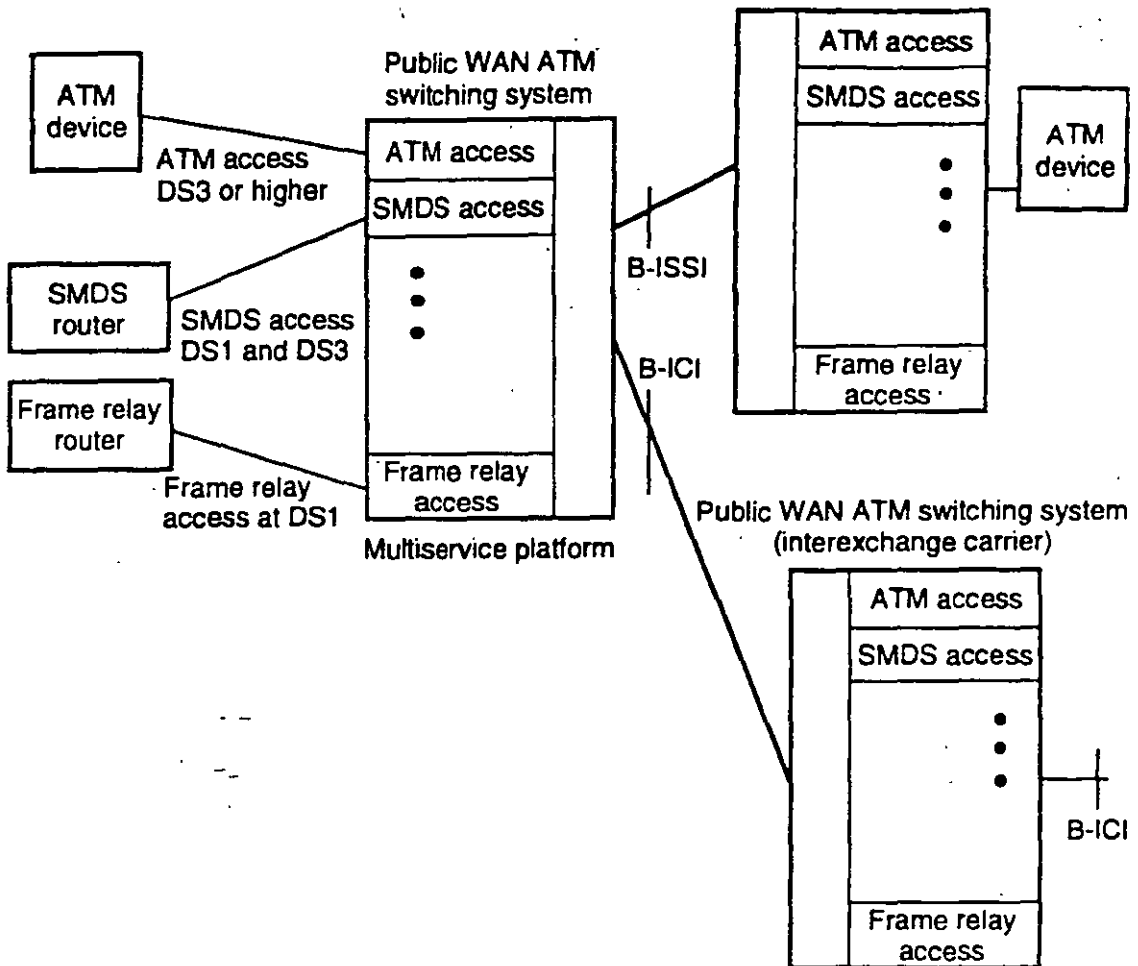 ATM
device
ATM access
DS3 or higher
SMDS
router
SMDS access
DS1 and DS3
Frame relay
router
Frame relay
access at DS1
Public WAN ATM
switching system
ATM access
SMDS access
Frame relay
access
Multiservice platform
B-ISSI
B-ICI
ATM access
SMDS access
Frame relay
access
ATM
device
Public WAN ATM switching system
(interexchange carrier)
ATM access
SMDS access
Frame relay
access
B-ICI